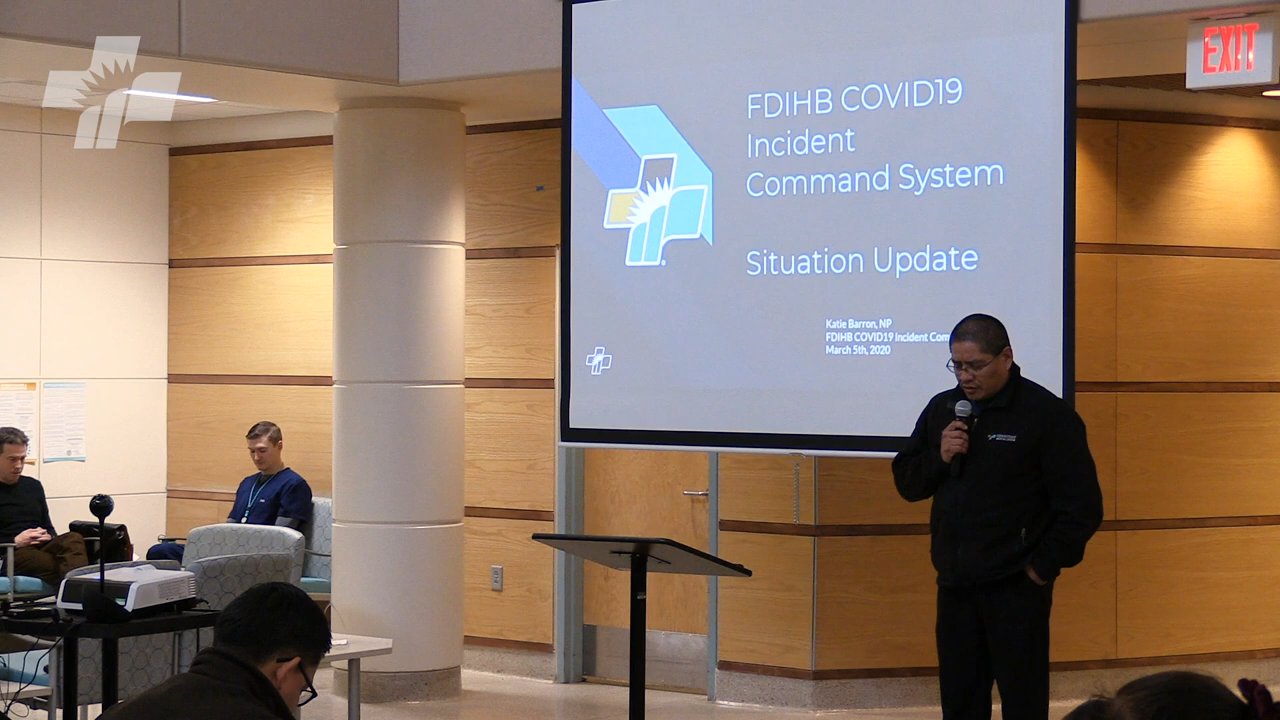 EXIT
FDIHB COVID19
Incident
Command System
Situation Update
Katie Barron, NP
FDIHB COVID19 Incident Com
March 5th, 2020